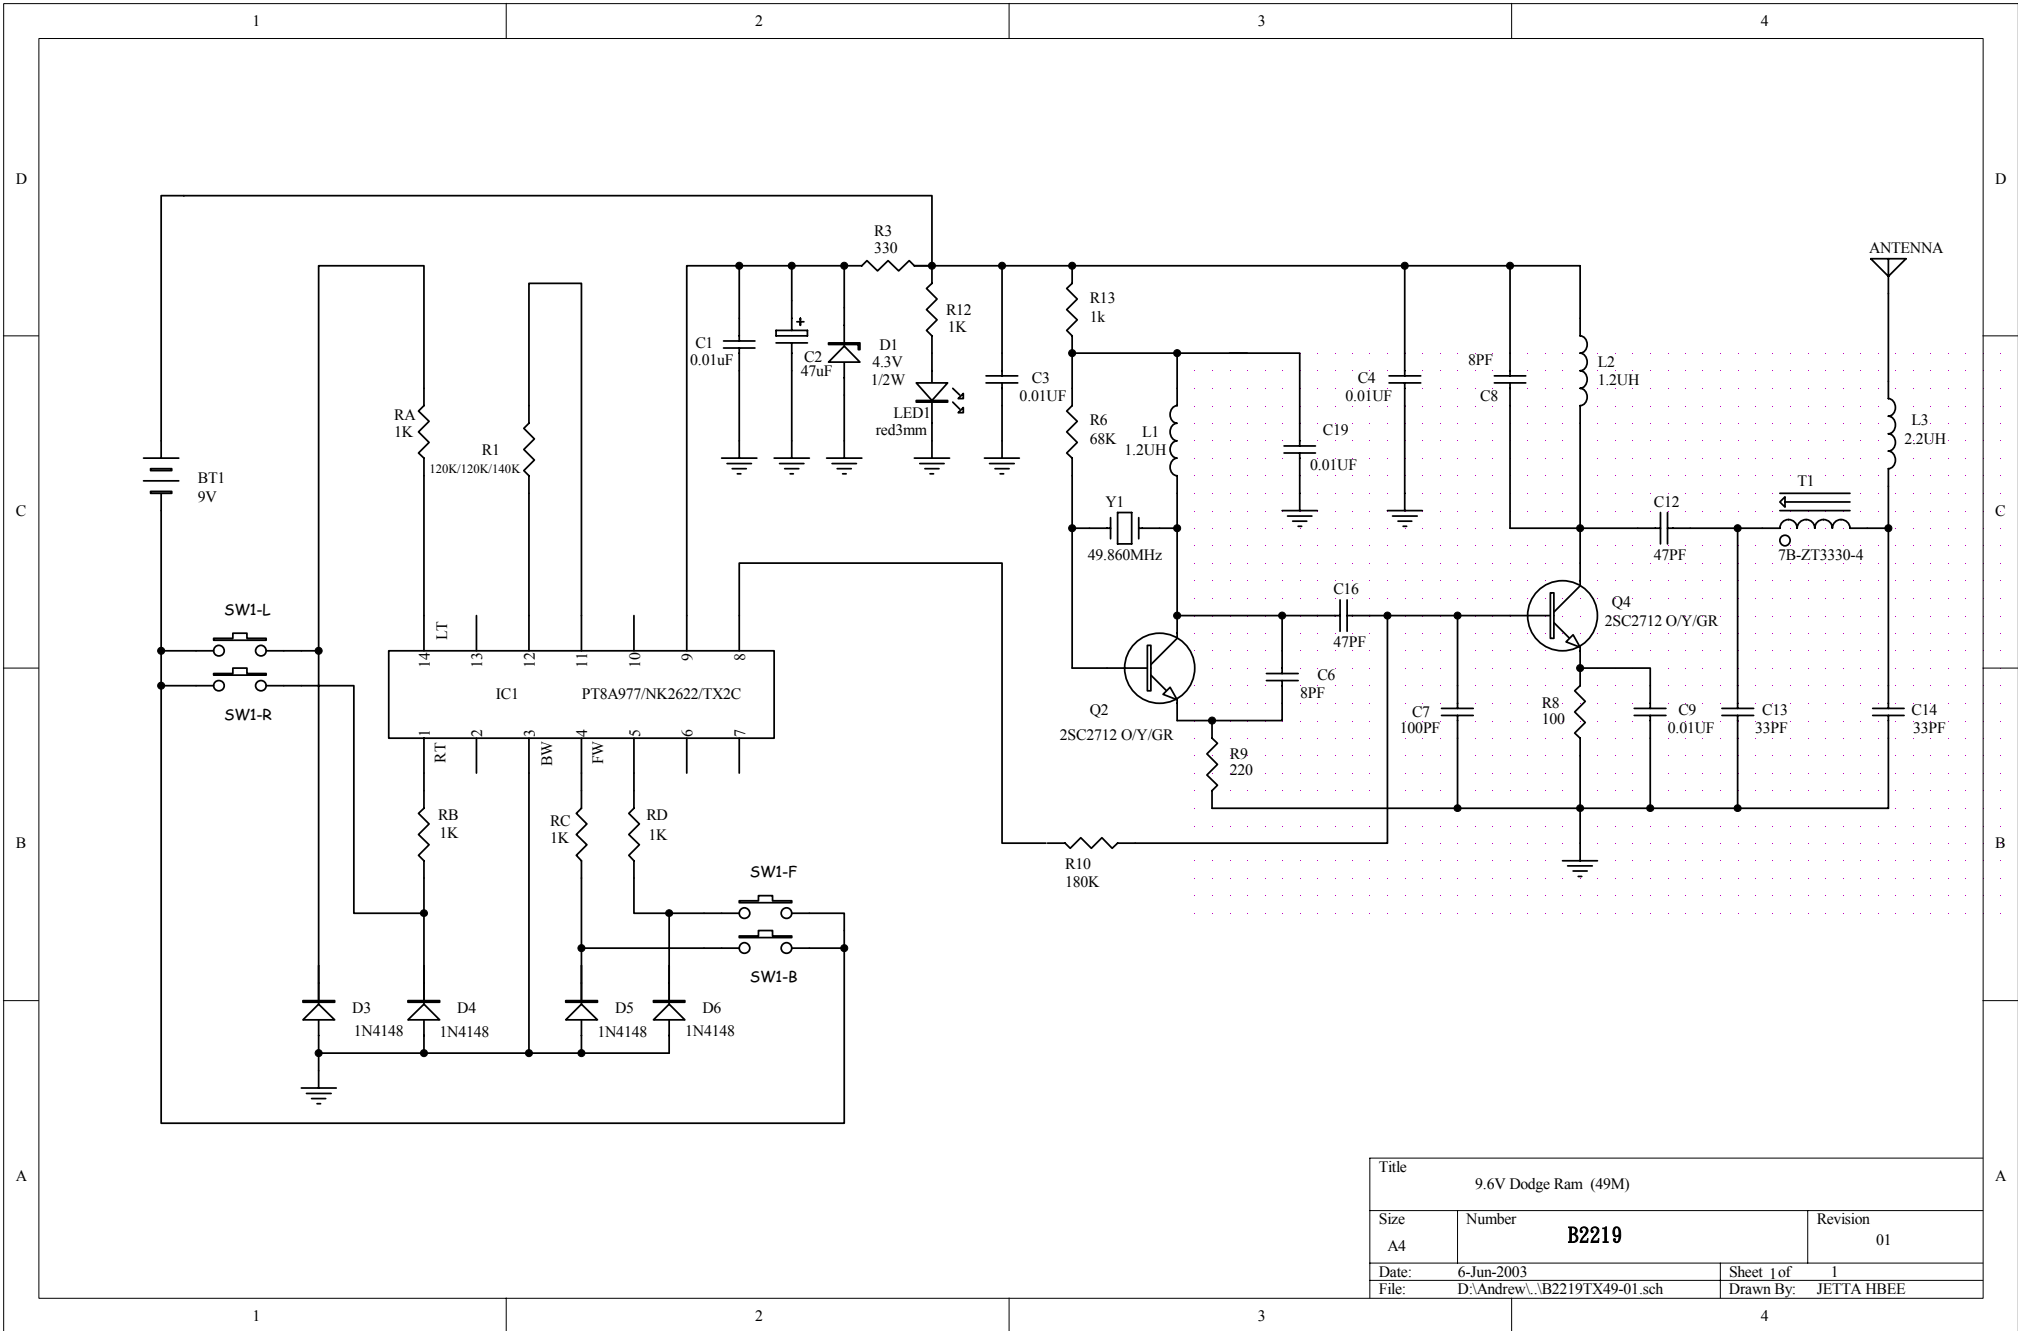 1 2 3 4
D D
R3
330
ANTENNA
R13
1k
R12
1K
C1
0.01uF
+
C2
47uF
D1
4.3V
1/2W
LED1
red3mm
C3
0.01UF
C4
0.01UF
8PF
C8
L2
1.2UH
RA
1K
R1
120K/120K/140K
R6
68K
L1
1.2UH
C19
0.01UF
L3
2.2UH
BT1
9V
C C
Y1
49.860MHz
C12
47PF
T1
7B-ZT3330-4
SW1-L
SW1-R
LT
14 13 12 11 10 9 8
IC1 PT8A977/NK2622/TX2C
1 2 3 4 5 6 7
RT BW FW
C16
47PF
Q4
2SC2712 O/Y/GR
C6
8PF
Q2
2SC2712 O/Y/GR
C7
100PF
R8
100
C9
0.01UF
C13
33PF
C14
33PF
R9
220
RB
1K
RC
1K
RD
1K
B B
R10
180K
SW1-F
SW1-B
D3
1N4148
D4
1N4148
D5
1N4148
D6
1N4148
A A
Title
9.6V Dodge Ram (49M)
Size Number Revision
A4 B2219 01
Date: 6-Jun-2003 Sheet 1 of 1
File: D:\Andrew\..\B2219TX49-01.sch Drawn By: JETTA HBEE
1 2 3 4